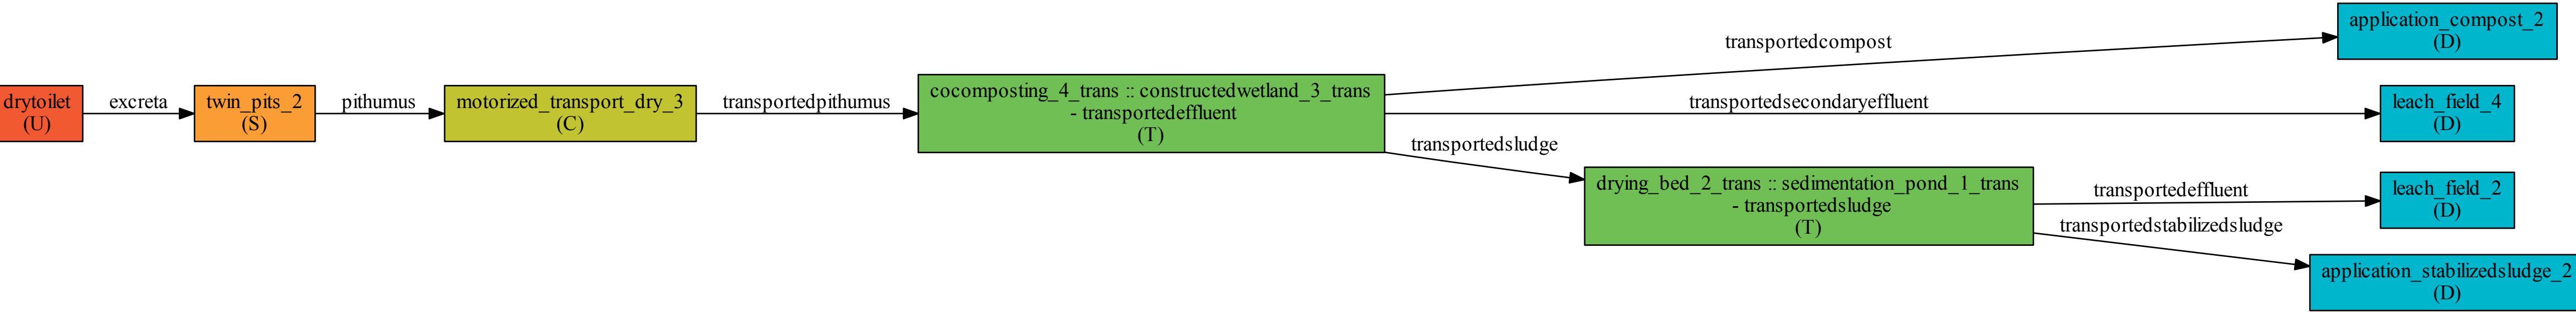 drytoilet
(U)
excreta
twin_pits_2
(S)
pithumus
motorized_transport_dry_3
(C)
transportedpithumus
cocomposting_4_trans :: constructedwetland_3_trans
- transportedeffluent
(T)
transportedcompost
application_compost_2
(D)
transportedsecondaryeffluent
leach_field_4
(D)
transportedsludge
drying_bed_2_trans :: sedimentation_pond_1_trans
- transportedsludge
(T)
transportedeffluent
leach_field_2
(D)
transportedstabilizedsludge
application_stabilizedsludge_2
(D)